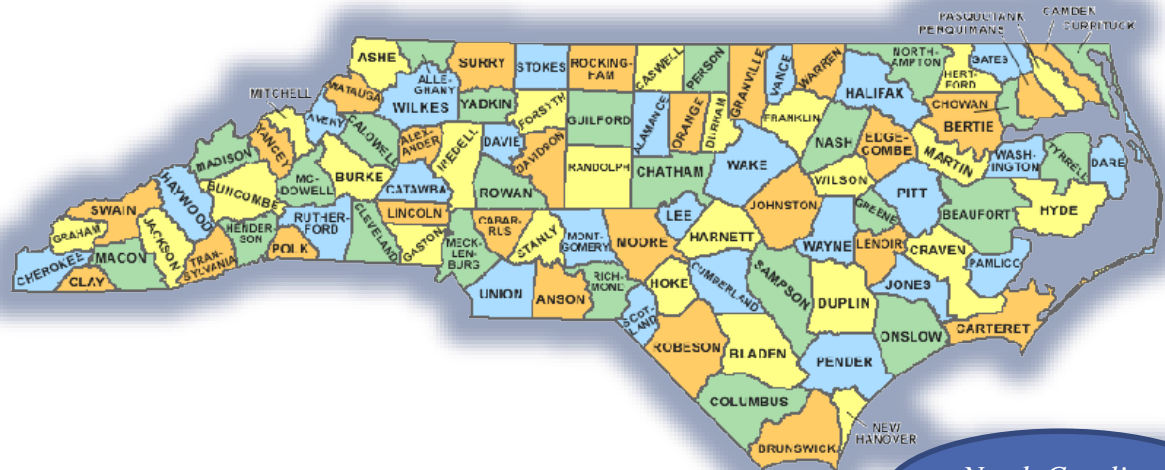 PASQUOTANK
PERQUIMANS
CAMDEN
CURRITUCK
ASHE
ALLE-
GHANY
SURRY
STOKES
ROCKING-
HAM
CASWELL
PERSON
GRANVILLE
VANCE
WARREN
NORTH-
AMPTON
HERT-
FORD
GATES
MITCHELL
WATAUGA
WILKES
YADKIN
FORSYTH
GUILFORD
ALAMANCE
ORANGE
DURHAM
FRANKLIN
HALIFAX
CHOWAN
BERTIE
AVERY
CALDWELL
ALEX-
ANDER
IREDELL
DAVIE
DAVIDSON
RANDOLPH
CHATHAM
WAKE
NASH
EDGE-
COMBE
MARTIN
WASH-
INGTON
TYRRELL
DARE
MADISON
YANCEY
MC-
DOWELL
BURKE
CATAWBA
ROWAN
WILSON
PITT
HAYWOOD
BUNCOMBE
RUTHER-
FORD
CLEVELAND
LINCOLN
CABAR-
RUS
STANLY
MONT-
GOMERY
MOORE
LEE
HARNETT
JOHNSTON
WAYNE
GREENE
LENOIR
BEAUFORT
HYDE
SWAIN
GRAHAM
CHEROKEE
CLAY
MACON
JACKSON
TRAN-
SYLVANIA
HENDER-
SON
POLK
GASTON
MECK-
LEN-
BURG
CRAVEN
PAMLICO
JONES
UNION
ANSON
RICH-
MOND
SCOT-
LAND
HOKE
CUMBERLAND
SAMPSON
DUPLIN
ONSLOW
CARTERET
ROBESON
BLADEN
PENDER
COLUMBUS
BRUNSWICK
NEW
HANOVER
North Carolin